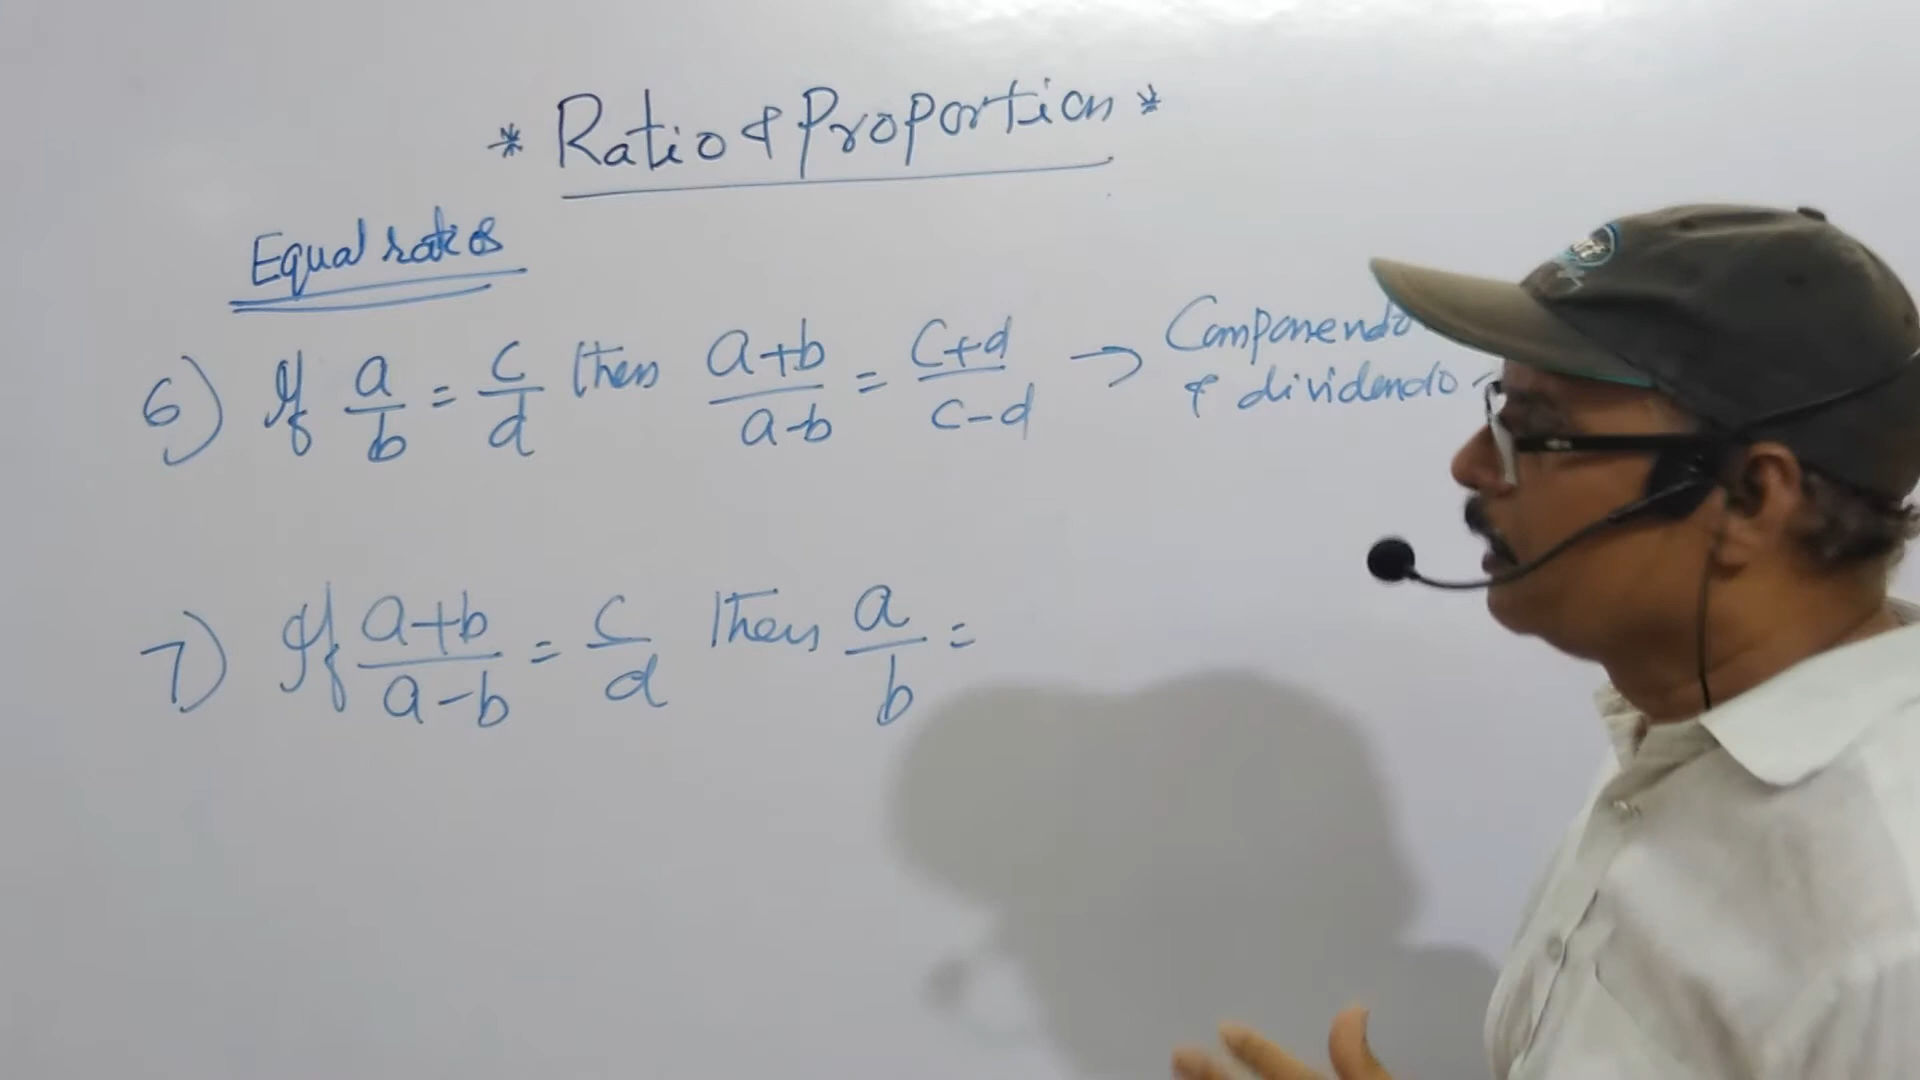 * Ratio & Proportion *
Equal ratios
6) If a/b = c/d then a+b/a-b = c+d/c-d → Componendo
& dividendo
7) If a+b/a-b = c/d then a/b =